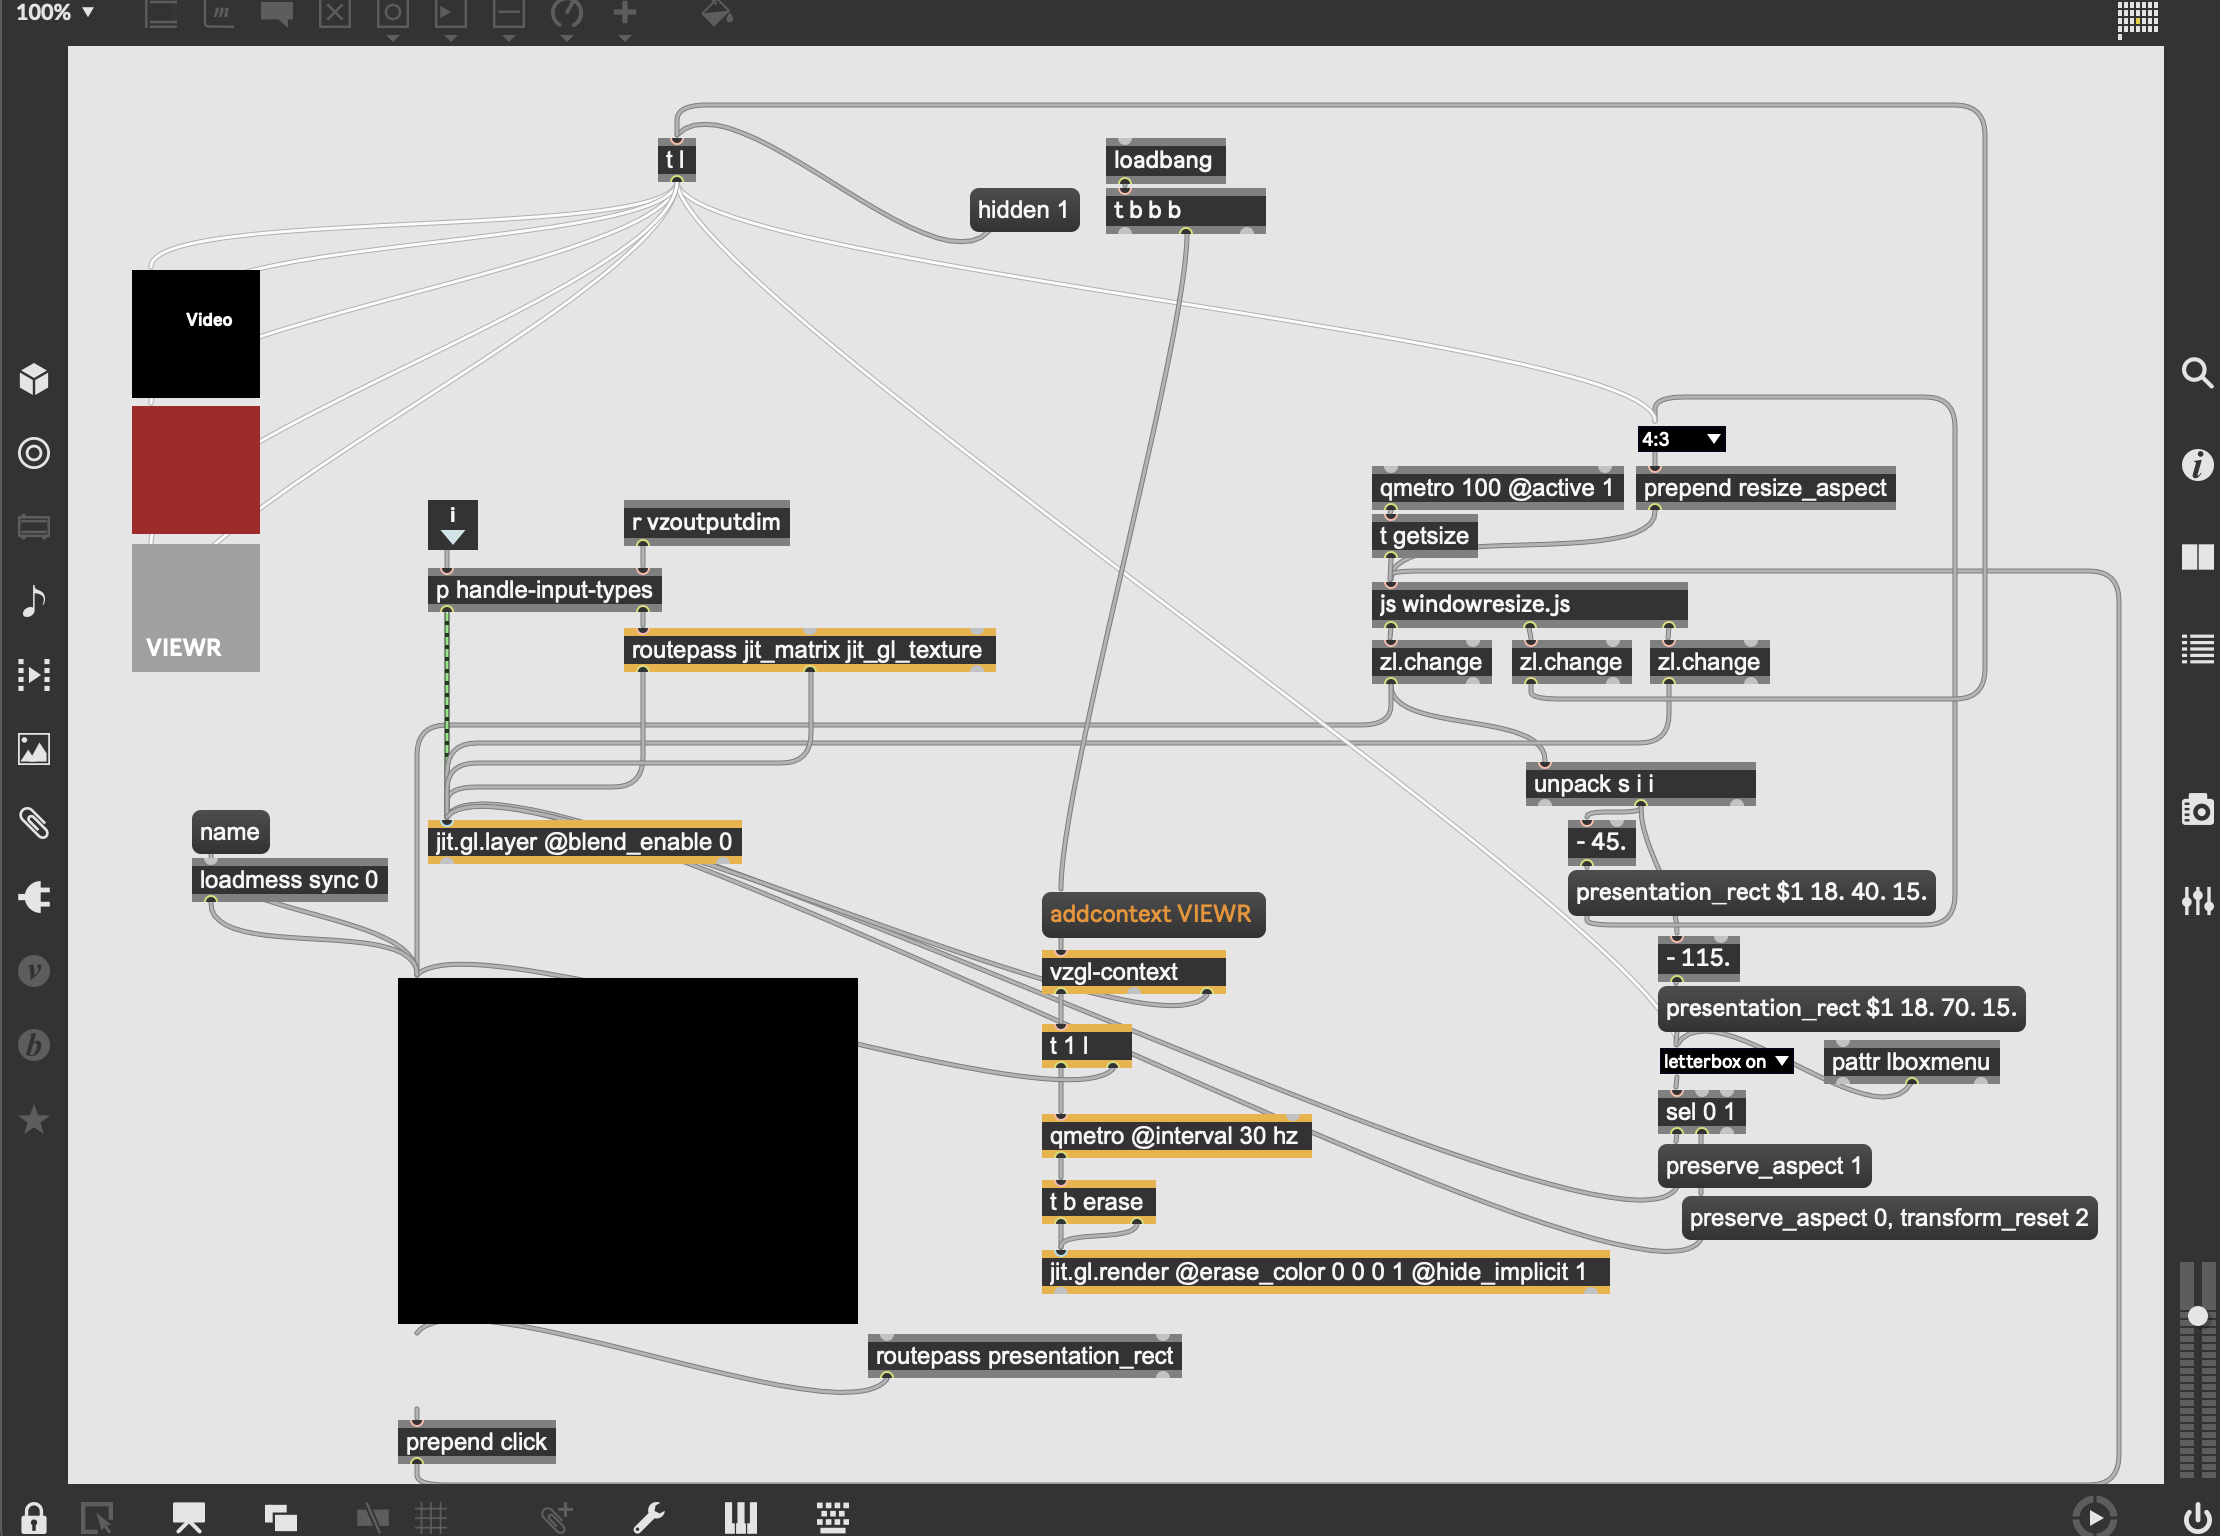 100%
t l
loadbang
hidden 1
t b b b
Video
4:3
qmetro 100 @active 1
prepend resize_aspect
i
r vzoutputdim
t getsize
p handle-input-types
js windowresize.js
VIEWR
routepass jit_matrix jit_gl_texture
zl.change
zl.change
zl.change
unpack s i i
name
jit.gl.layer @blend_enable 0
- 45.
loadmess sync 0
presentation_rect $1 18. 40. 15.
addcontext VIEWR
- 115.
vzgl-context
presentation_rect $1 18. 70. 15.
t 1 l
letterbox on
pattr lboxmenu
sel 0 1
qmetro @interval 30 hz
preserve_aspect 1
t b erase
preserve_aspect 0, transform_reset 2
jit.gl.render @erase_color 0 0 0 1 @hide_implicit 1
routepass presentation_rect
prepend click